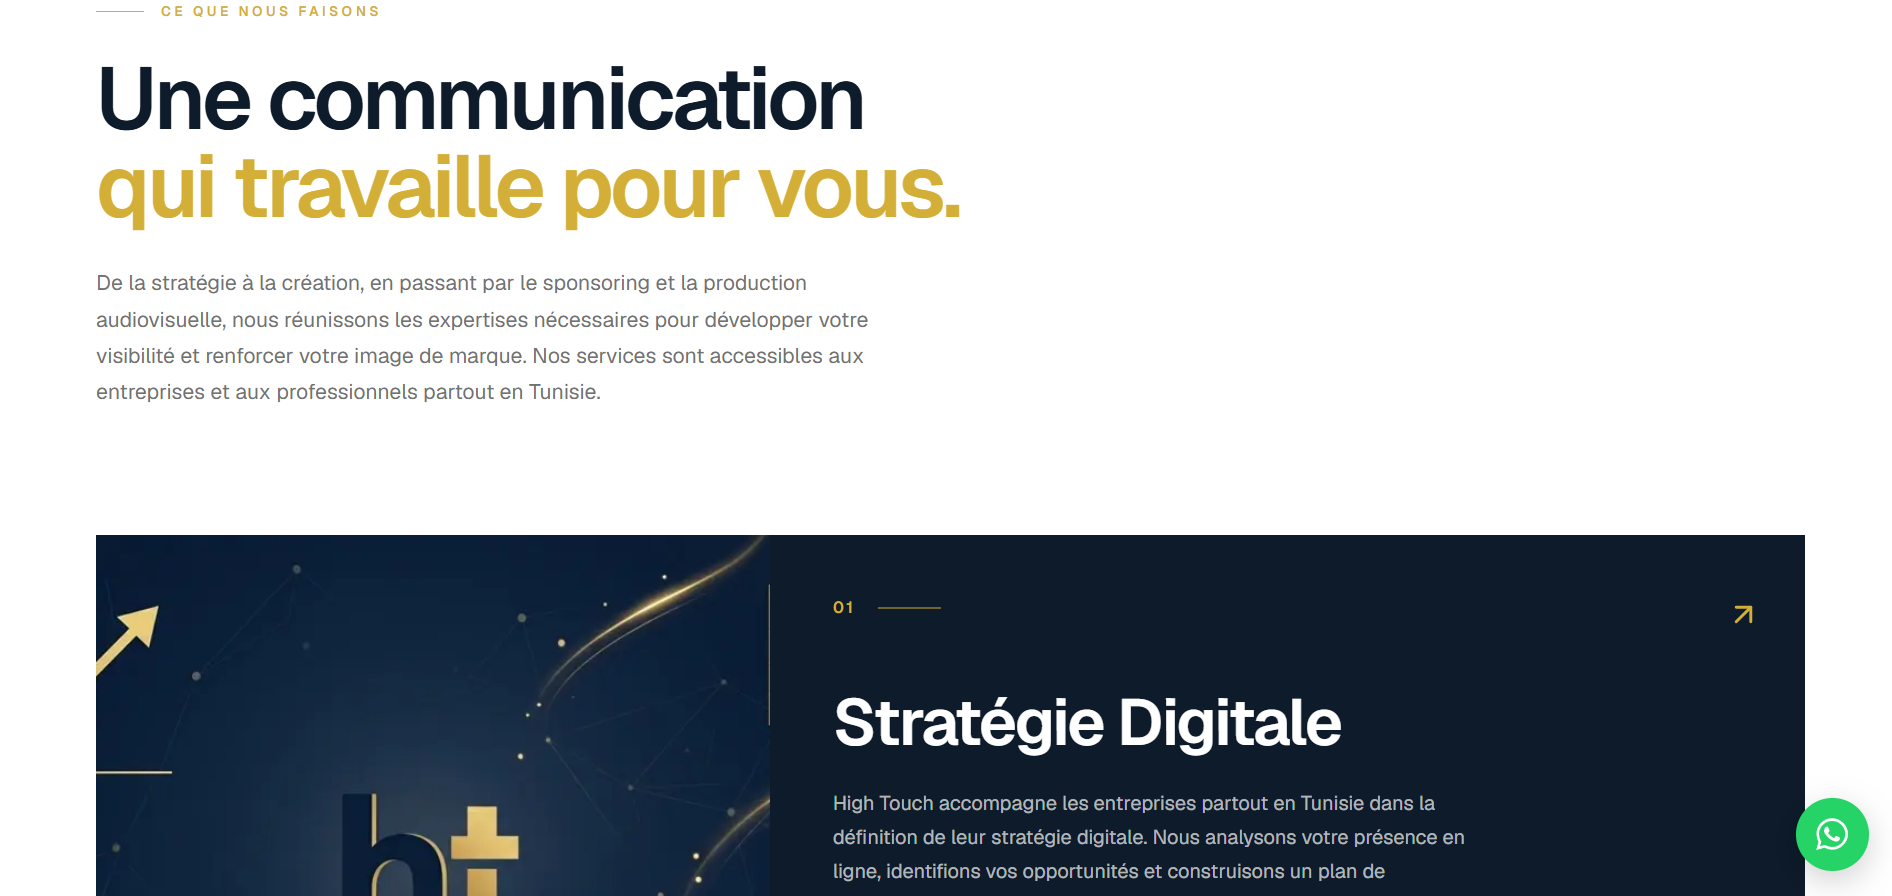 CE QUE NOUS FAISONS
Une communication
qui travaille pour vous.
De la stratégie à la création, en passant par le sponsoring et la production
audiovisuelle, nous réunissons les expertises nécessaires pour développer votre
visibilité et renforcer votre image de marque. Nos services sont accessibles aux
entreprises et aux professionnels partout en Tunisie.
ht
01
Stratégie Digitale
High Touch accompagne les entreprises partout en Tunisie dans la
définition de leur stratégie digitale. Nous analysons votre présence en
ligne, identifions vos opportunités et construisons un plan de